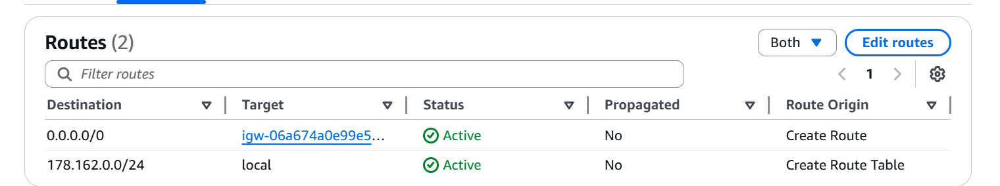 Routes (2)
Both
Edit routes
Filter routes
1
Destination Target Status Propagated Route Origin
0.0.0.0/0 igw-06a674a0e99e5... Active No Create Route
178.162.0.0/24 local Active No Create Route Table